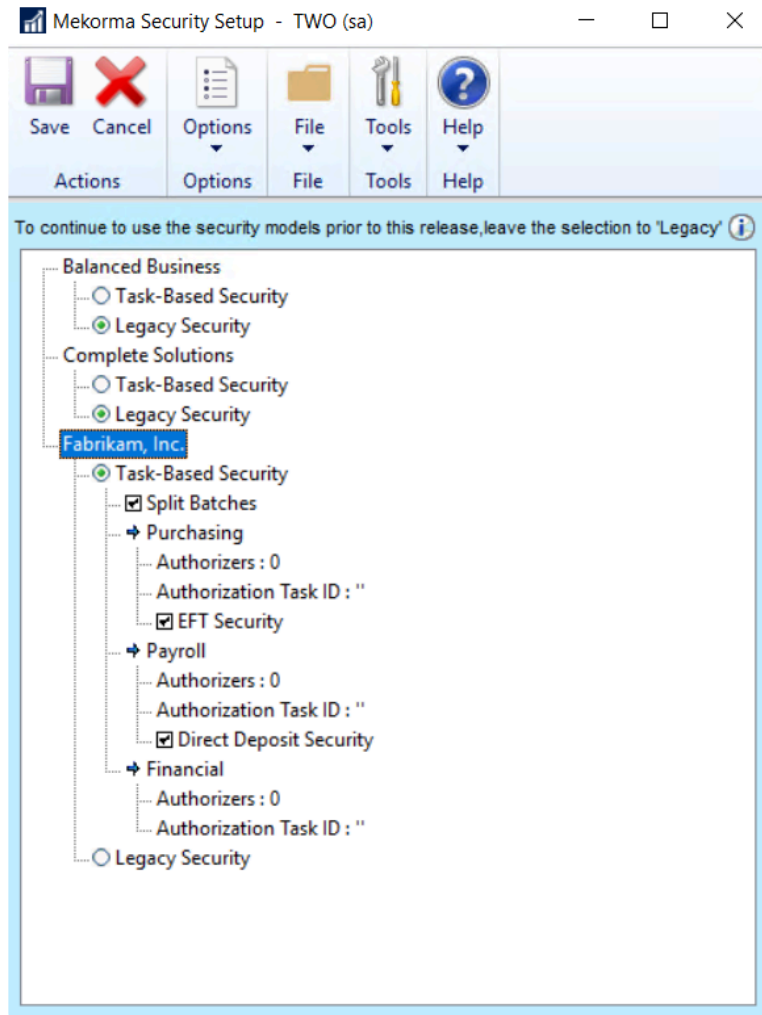 Mekorma Security Setup - TWO (sa)
Save Cancel Options File Tools Help
Actions Options File Tools Help
To continue to use the security models prior to this release,leave the selection to 'Legacy'
Balanced Business
Task-Based Security
Legacy Security
Complete Solutions
Task-Based Security
Legacy Security
Fabrikam, Inc.
Task-Based Security
Split Batches
Purchasing
Authorizers : 0
Authorization Task ID : ''
EFT Security
Payroll
Authorizers : 0
Authorization Task ID : ''
Direct Deposit Security
Financial
Authorizers : 0
Authorization Task ID : ''
Legacy Security